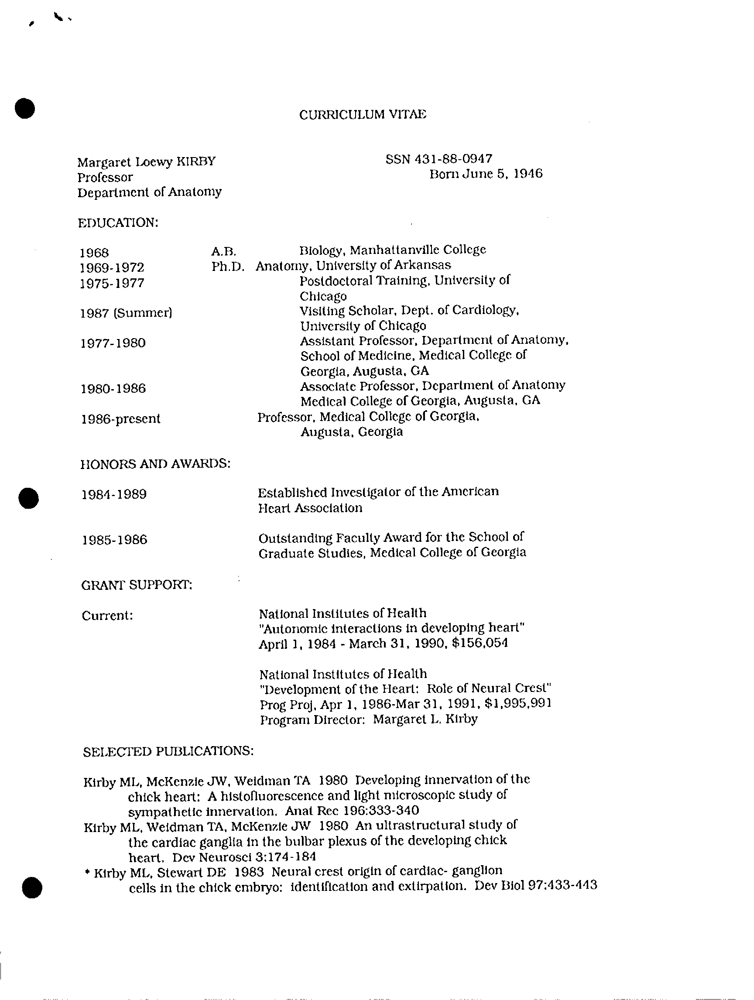 CURRICULUM VITAE
Margaret Loewy KIRBY SSN 431-88-0947
Professor Born June 5, 1946
Department of Anatomy
EDUCATION:
1968 A.B. Biology, Manhattanville College
1969-1972 Ph.D. Anatomy, University of Arkansas
1975-1977 Postdoctoral Training, University of
Chicago
1987 (Summer) Visiting Scholar, Dept. of Cardiology,
University of Chicago
1977-1980 Assistant Professor, Department of Anatomy,
School of Medicine, Medical College of
Georgia, Augusta, GA
1980-1986 Associate Professor, Department of Anatomy
Medical College of Georgia, Augusta, GA
1986-present Professor, Medical College of Georgia,
Augusta, Georgia
HONORS AND AWARDS:
1984-1989 Established Investigator of the American
Heart Association
1985-1986 Outstanding Faculty Award for the School of
Graduate Studies, Medical College of Georgia
GRANT SUPPORT:
Current: National Institutes of Health
"Autonomic interactions in developing heart"
April 1, 1984 - March 31, 1990, $156,054
National Institutes of Health
"Development of the Heart: Role of Neural Crest"
Prog Proj, Apr 1, 1986-Mar 31, 1991, $1,995,991
Program Director: Margaret L. Kirby
SELECTED PUBLICATIONS:
Kirby ML, McKenzie JW, Weidman TA 1980 Developing innervation of the
chick heart: A histofluorescence and light microscopic study of
sympathetic innervation. Anat Rec 196:333-340
Kirby ML, Weidman TA, McKenzie JW 1980 An ultrastructural study of
the cardiac ganglia in the bulbar plexus of the developing chick
heart. Dev Neurosci 3:174-184
* Kirby ML, Stewart DE 1983 Neural crest origin of cardiac- ganglion
cells in the chick embryo: identification and extirpation. Dev Biol 97:433-443